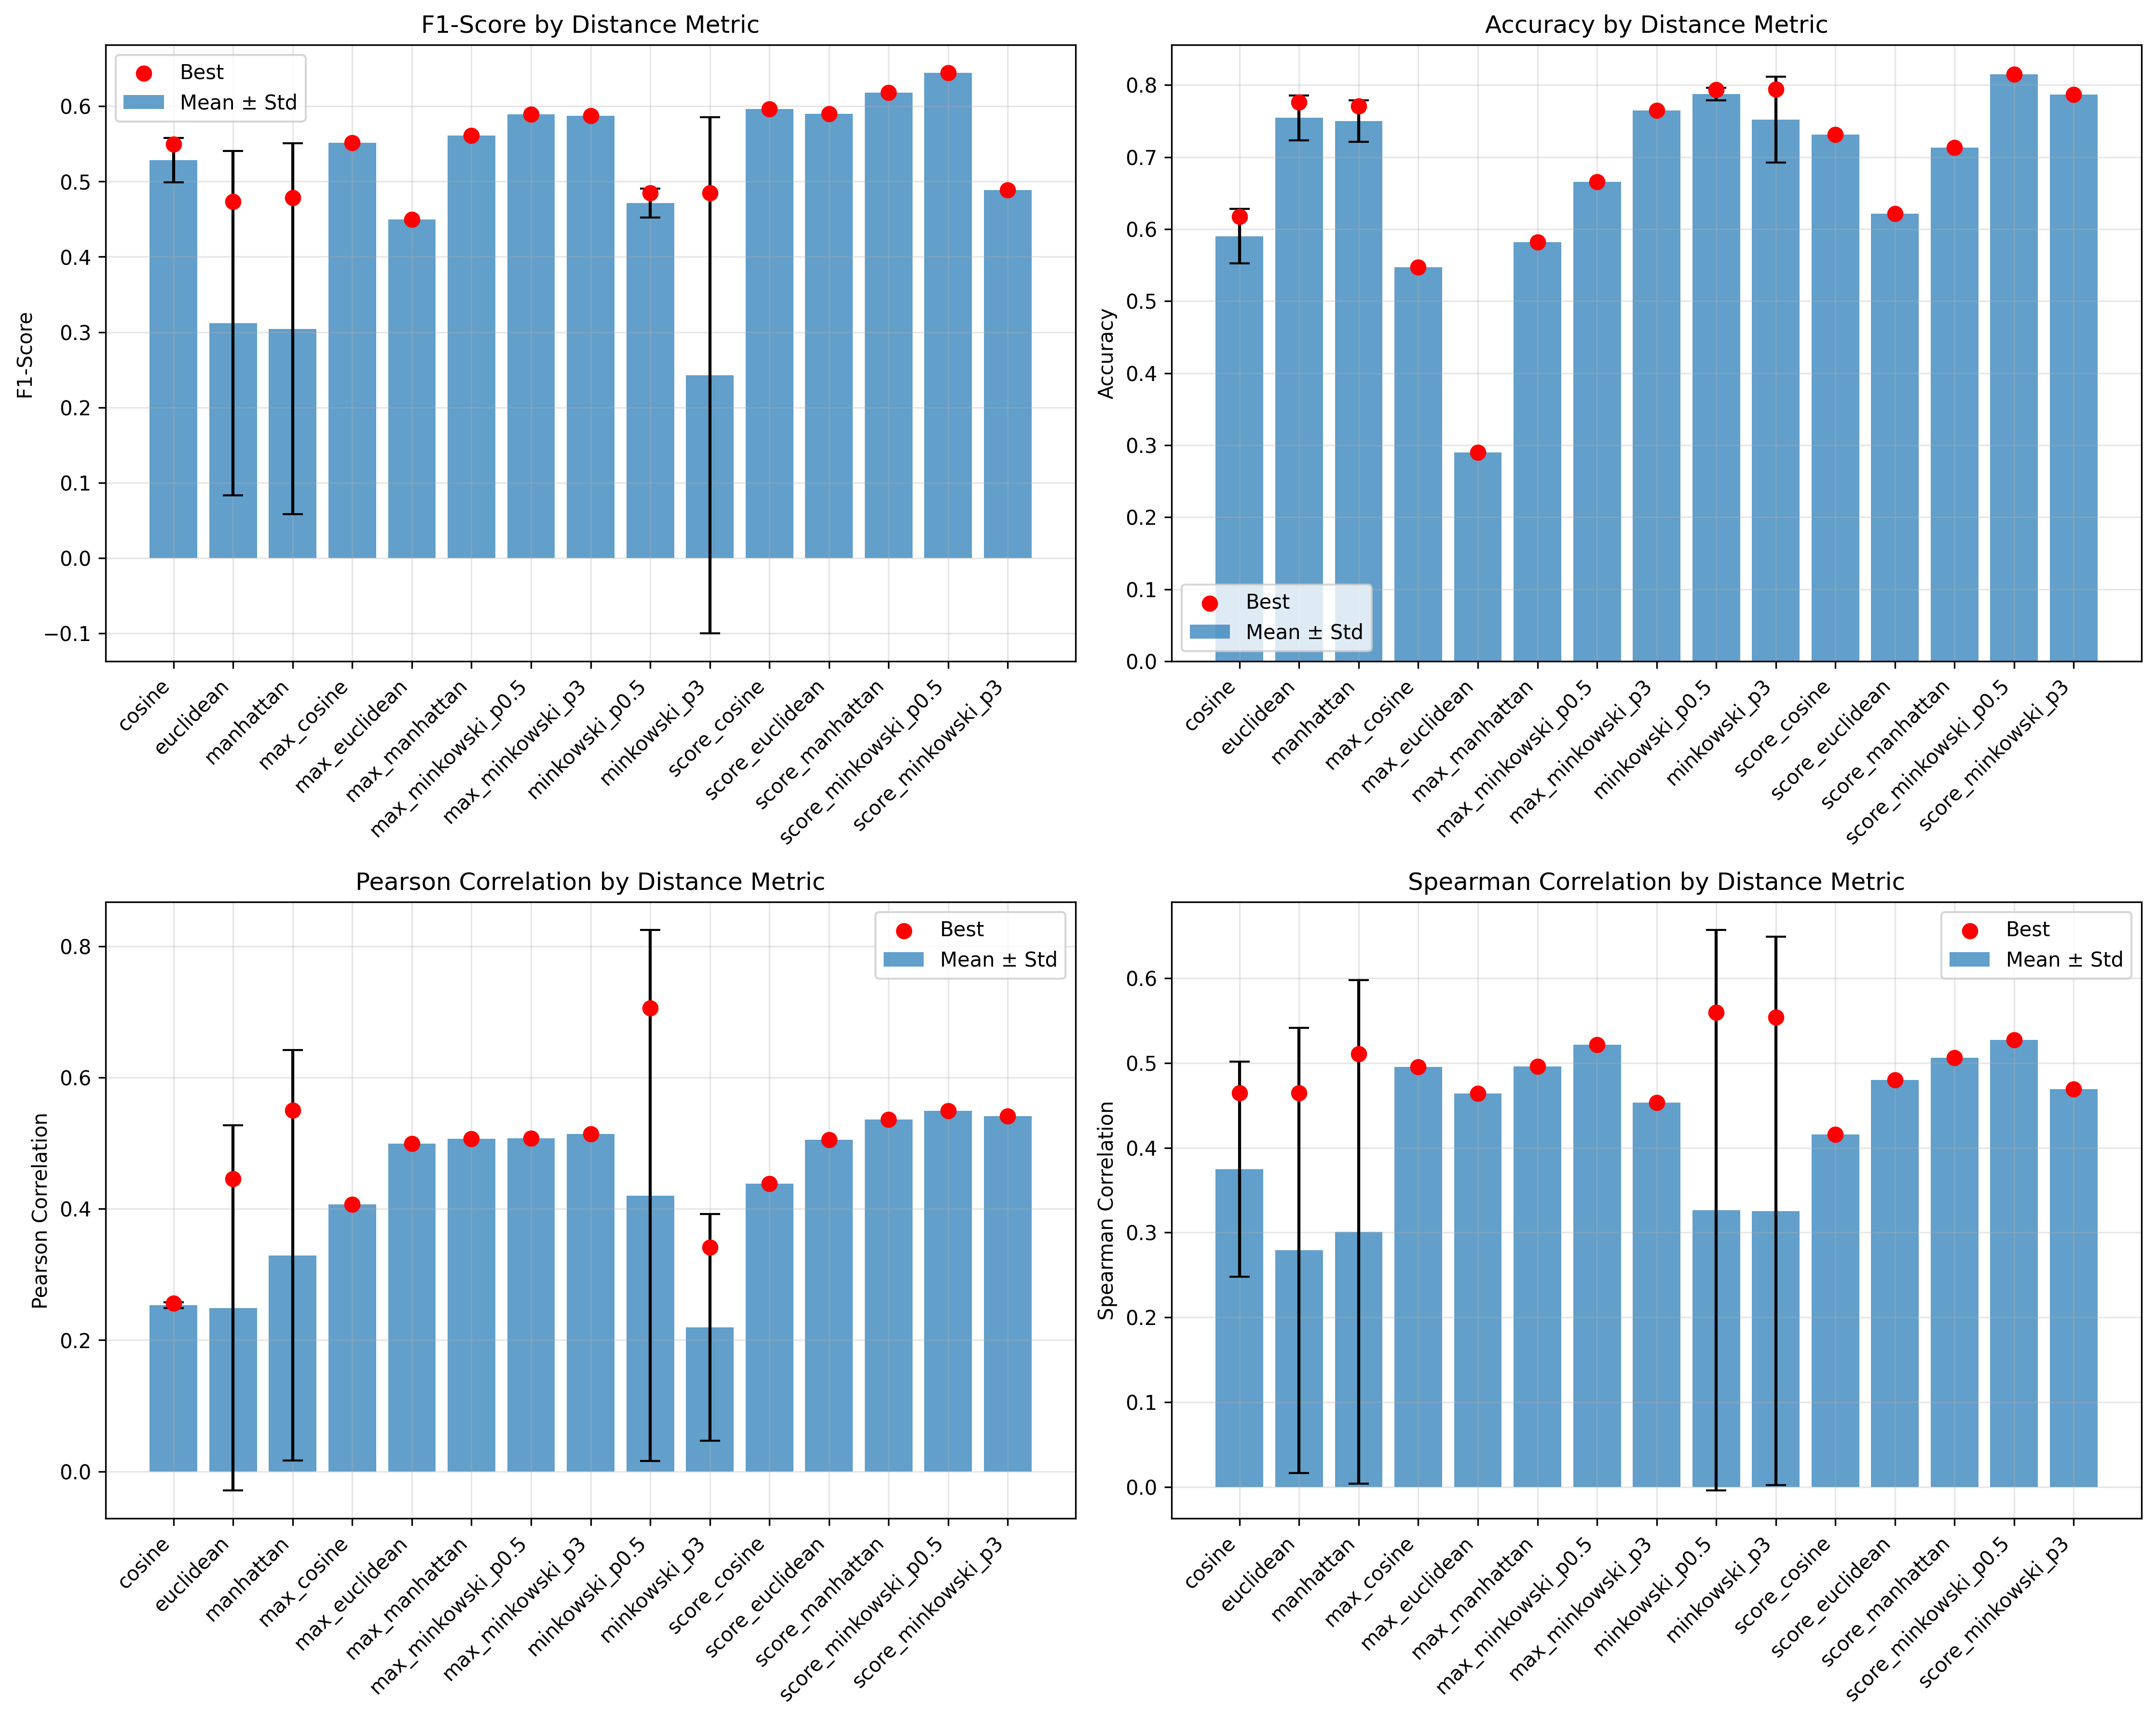 F1-Score by Distance Metric
Best
Mean ± Std
F1-Score
0.6
0.5
0.4
0.3
0.2
0.1
0.0
−0.1
cosine
euclidean
manhattan
max_cosine
max_euclidean
max_manhattan
max_minkowski_p0.5
max_minkowski_p3
minkowski_p0.5
minkowski_p3
score_cosine
score_euclidean
score_manhattan
score_minkowski_p0.5
score_minkowski_p3
Accuracy by Distance Metric
Accuracy
0.8
0.7
0.6
0.5
0.4
0.3
0.2
0.1
0.0
Best
Mean ± Std
cosine
euclidean
manhattan
max_cosine
max_euclidean
max_manhattan
max_minkowski_p0.5
max_minkowski_p3
minkowski_p0.5
minkowski_p3
score_cosine
score_euclidean
score_manhattan
score_minkowski_p0.5
score_minkowski_p3
Pearson Correlation by Distance Metric
Best
Mean ± Std
Pearson Correlation
0.8
0.6
0.4
0.2
0.0
cosine
euclidean
manhattan
max_cosine
max_euclidean
max_manhattan
max_minkowski_p0.5
max_minkowski_p3
minkowski_p0.5
minkowski_p3
score_cosine
score_euclidean
score_manhattan
score_minkowski_p0.5
score_minkowski_p3
Spearman Correlation by Distance Metric
Best
Mean ± Std
Spearman Correlation
0.6
0.5
0.4
0.3
0.2
0.1
0.0
cosine
euclidean
manhattan
max_cosine
max_euclidean
max_manhattan
max_minkowski_p0.5
max_minkowski_p3
minkowski_p0.5
minkowski_p3
score_cosine
score_euclidean
score_manhattan
score_minkowski_p0.5
score_minkowski_p3